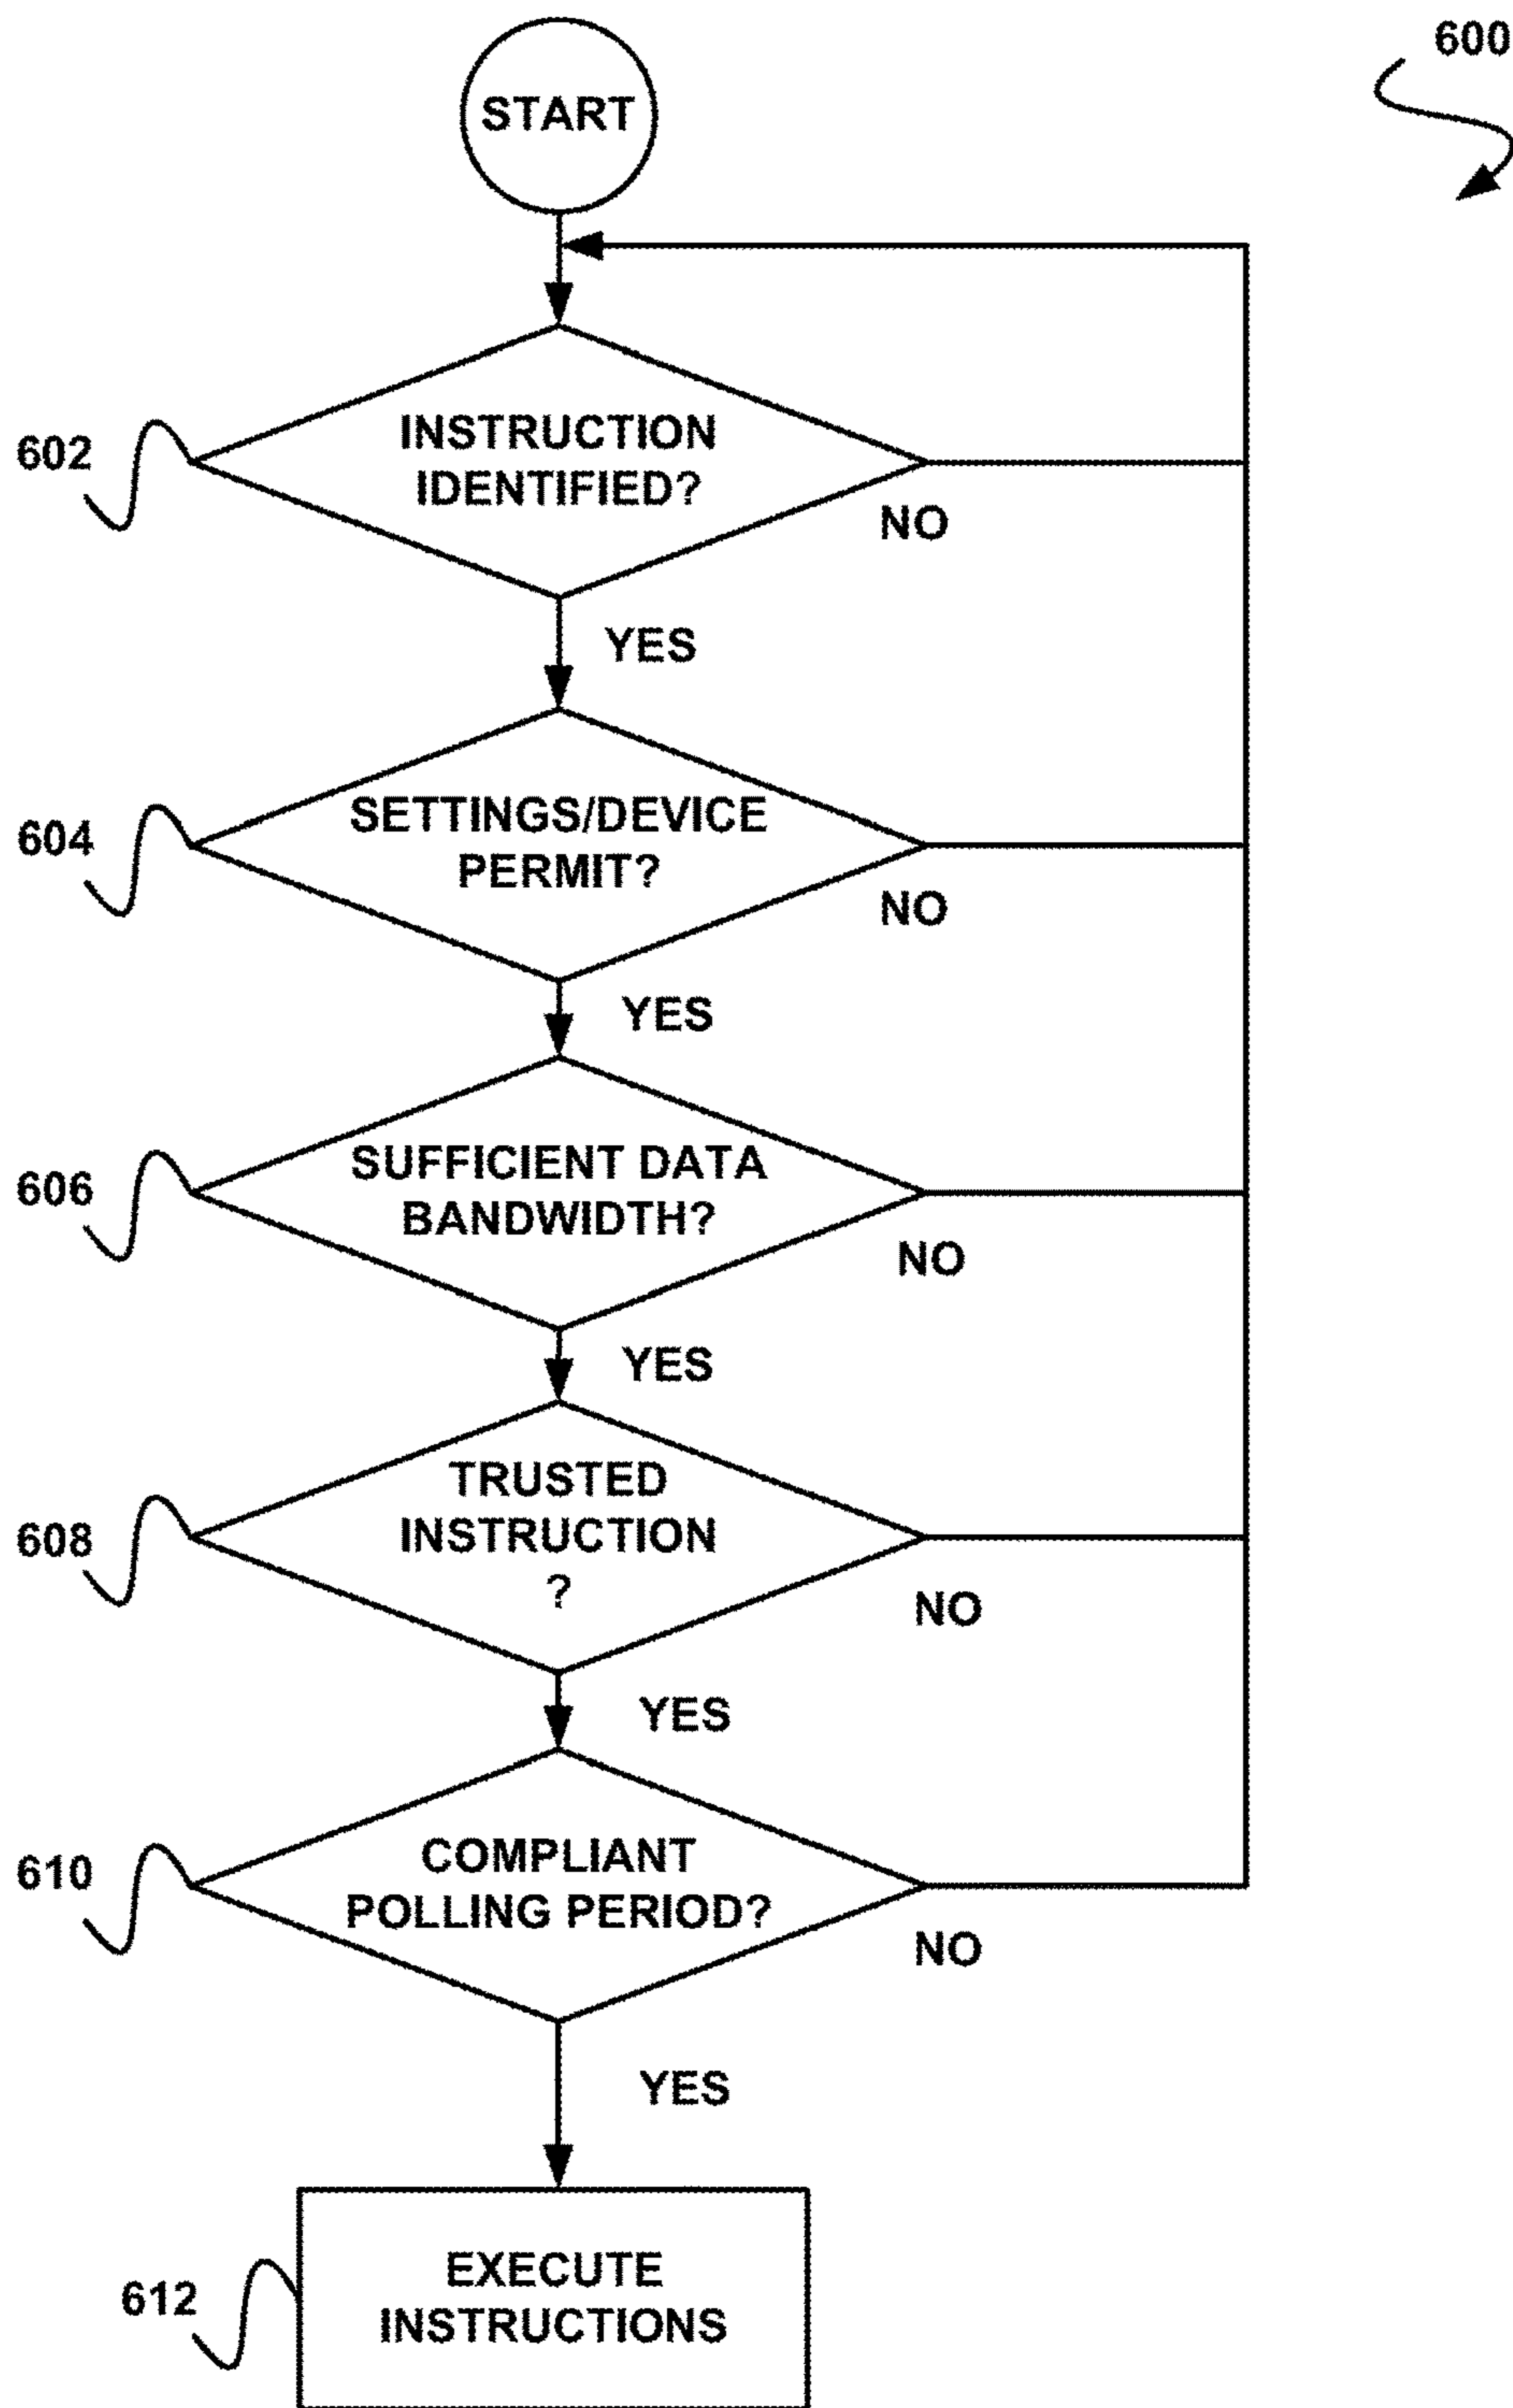 600
START
602
INSTRUCTION
IDENTIFIED?
NO
YES
604
SETTINGS/DEVICE
PERMIT?
NO
YES
606
SUFFICIENT DATA
BANDWIDTH?
NO
YES
608
TRUSTED
INSTRUCTION
?
NO
YES
610
COMPLIANT
POLLING PERIOD?
NO
YES
612
EXECUTE
INSTRUCTIONS